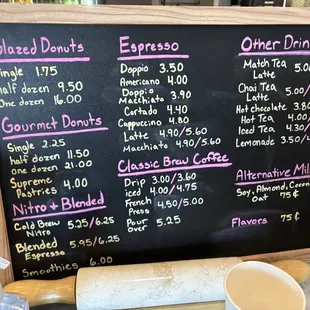 Glazed Donuts
Single 1.75
Half dozen 9.50
One dozen 16.00
Gourmet Donuts
Single 2.25
Half dozen 11.50
One dozen 21.00
Supreme Pastries 4.00
Nitro + Blended
Cold Brew Nitro 5.25/6.25
Blended Espresso 5.95/6.25
Smoothies 6.00
Espresso
Doppio 3.50
Americano 4.00
Doppio
Macchiato 3.90
Cortado 4.40
Cappuccino 4.80
Latte 4.90/5.60
Macchiato 4.90/5.60
Classic Brew Coffee
Drip 3.00/3.60
iced 4.00/4.75
French Press 4.50/5.00
Pour Over 5.25
Other Drin
Match Tea Latte 5.00
Chai Tea Latte 5.00/
Hot chocolate 3.80
Hot Tea 4.00
Iced Tea 4.30
Lemonade 3.50/
Alternative Mil
Soy, Almond, Cocon
Oat 75¢
Flavors 75¢